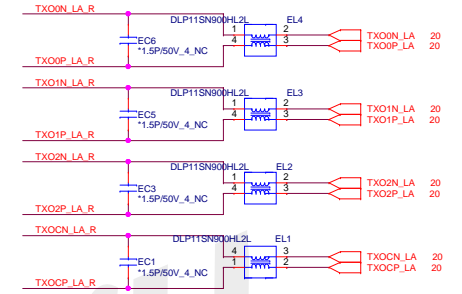 TXO0N_LA_R
DLP11SN900HL2L EL4
1 2
4 3
EC6
*1.5P/50V_4_NC
TXO0N_LA 20
TXO0P_LA 20
TXO0P_LA_R
TXO1N_LA_R
DLP11SN900HL2L EL3
1 2
4 3
EC5
*1.5P/50V_4_NC
TXO1N_LA 20
TXO1P_LA 20
TXO1P_LA_R
TXO2N_LA_R
DLP11SN900HL2L EL2
1 2
4 3
EC3
*1.5P/50V_4_NC
TXO2N_LA 20
TXO2P_LA 20
TXO2P_LA_R
TXOCN_LA_R
DLP11SN900HL2L EL1
4 3
1 2
EC1
*1.5P/50V_4_NC
TXOCN_LA 20
TXOCP_LA 20
TXOCP_LA_R